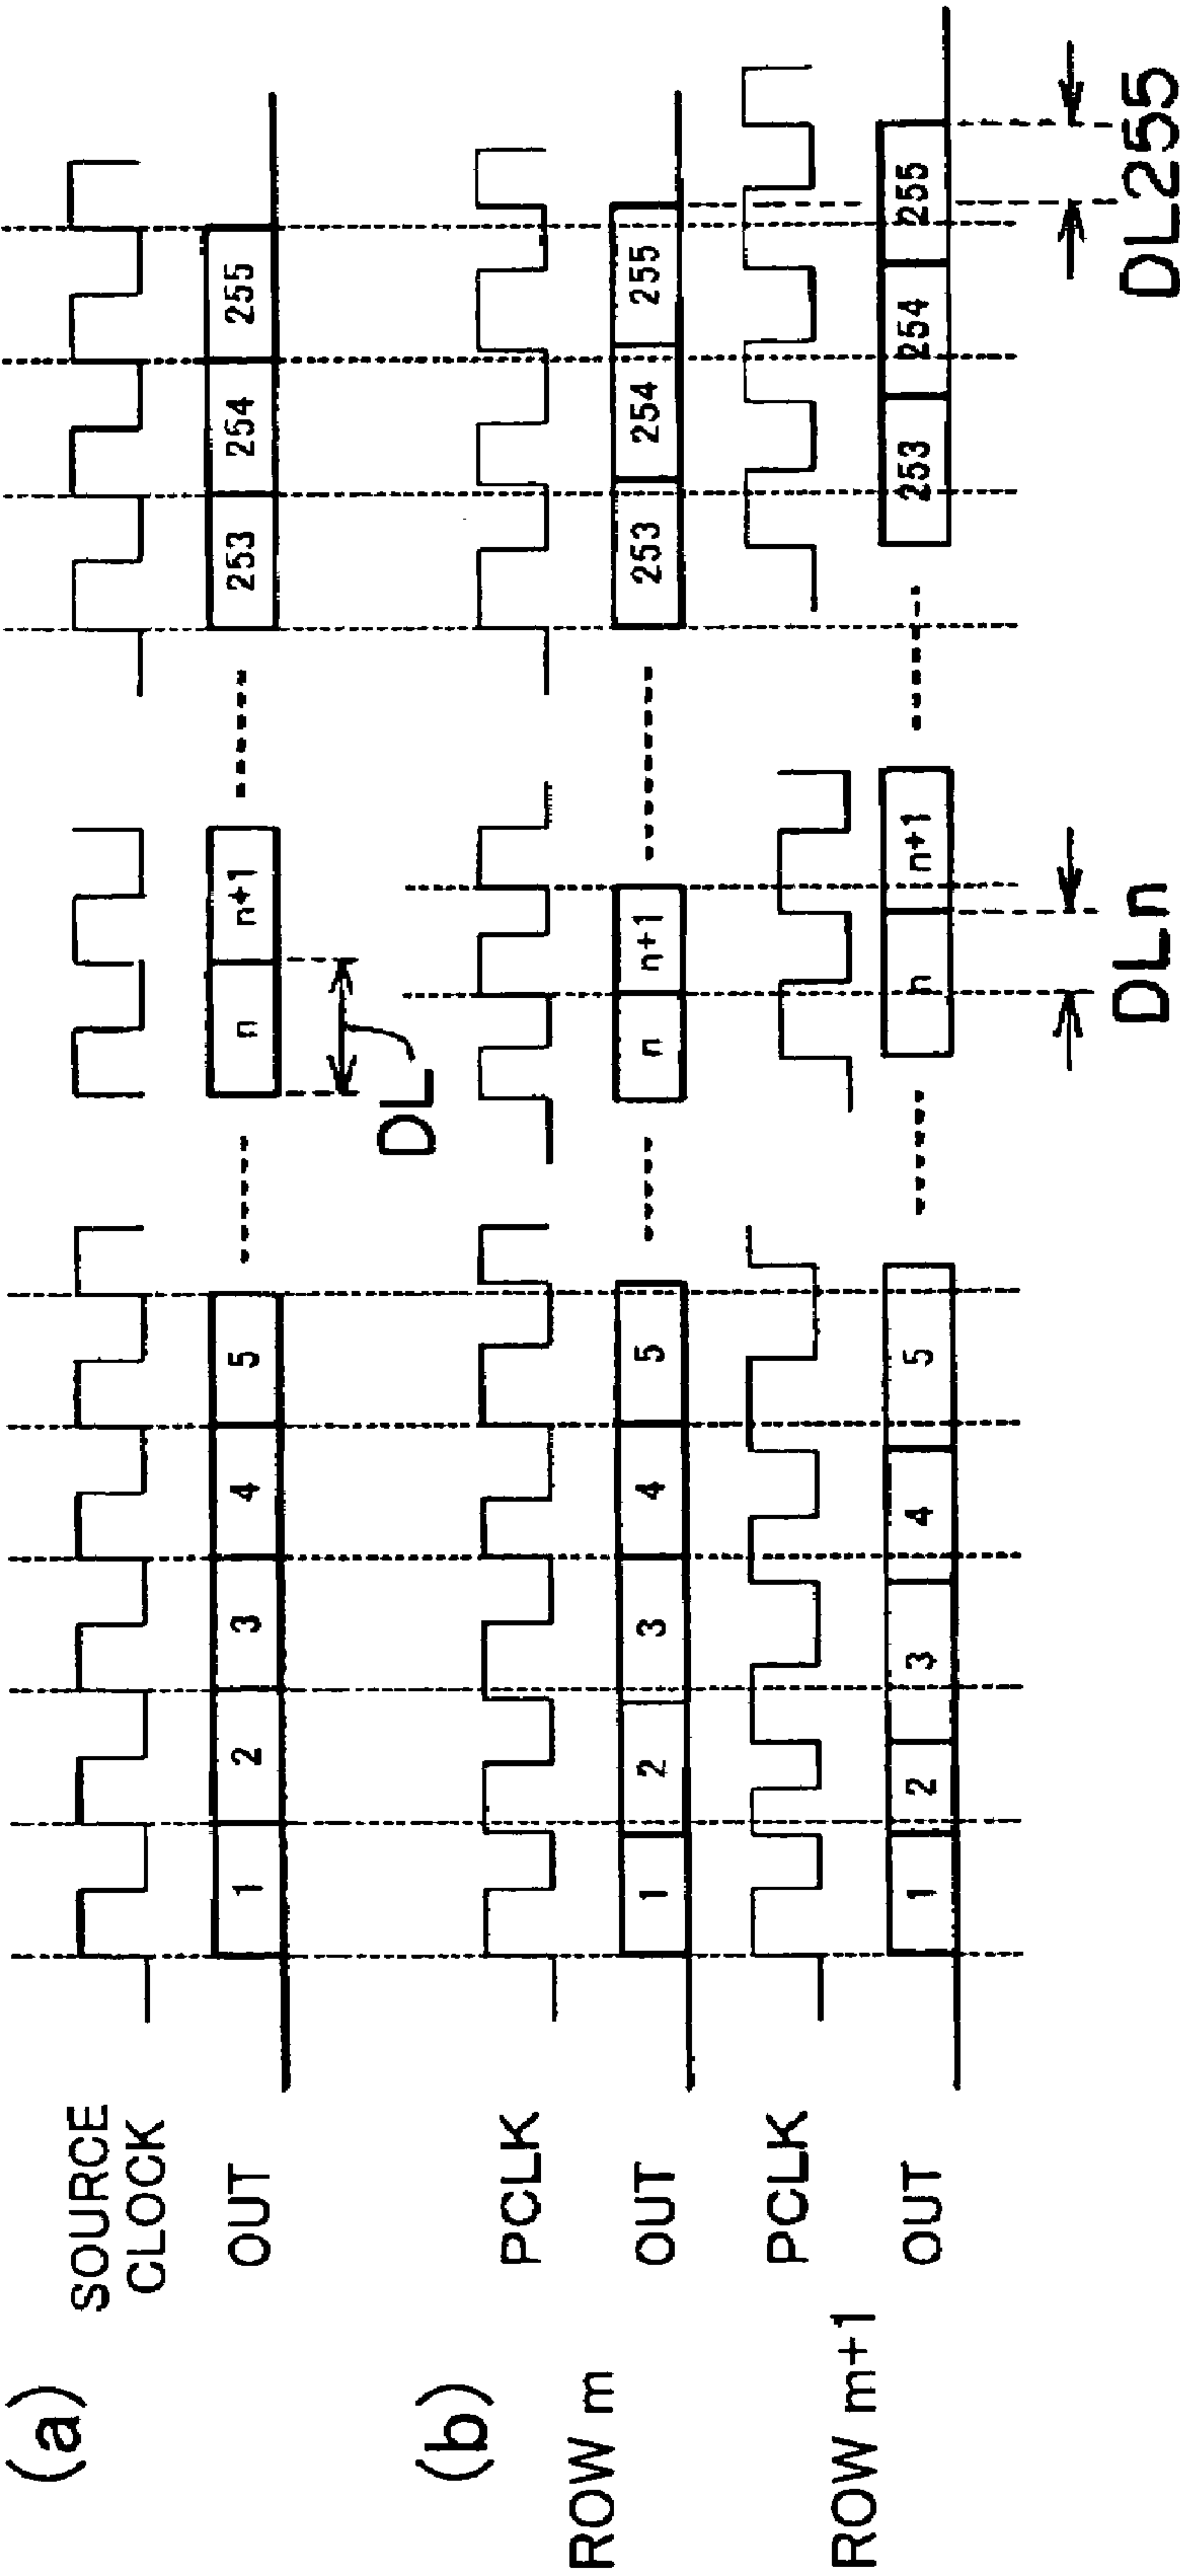 (a)
SOURCE
CLOCK
OUT
1 2 3 4 5 n n+1 253 254 255
DL
(b)
ROW m
PCLK
OUT
1 2 3 4 5 n n+1 253 254 255
ROW m+1
PCLK
OUT
1 2 3 4 5 n n+1 253 254 255
DLn
DL255